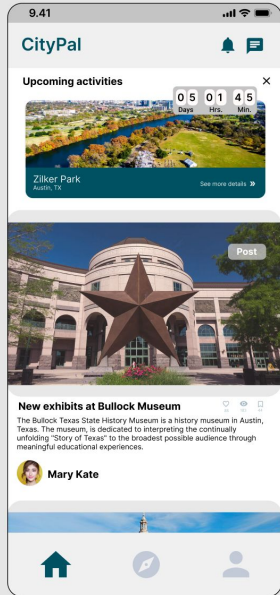 9.41
CityPal
Upcoming activities
05 01 45
Days Hrs. Min.
Zilker Park
Austin, TX
See more details »
Post
New exhibits at Bullock Museum
The Bullock Texas State History Museum is a history museum in Austin,
Texas. The museum, is dedicated to interpreting the continually
unfolding "Story of Texas" to the broadest possible audience through
meaningful educational experiences.
Mary Kate